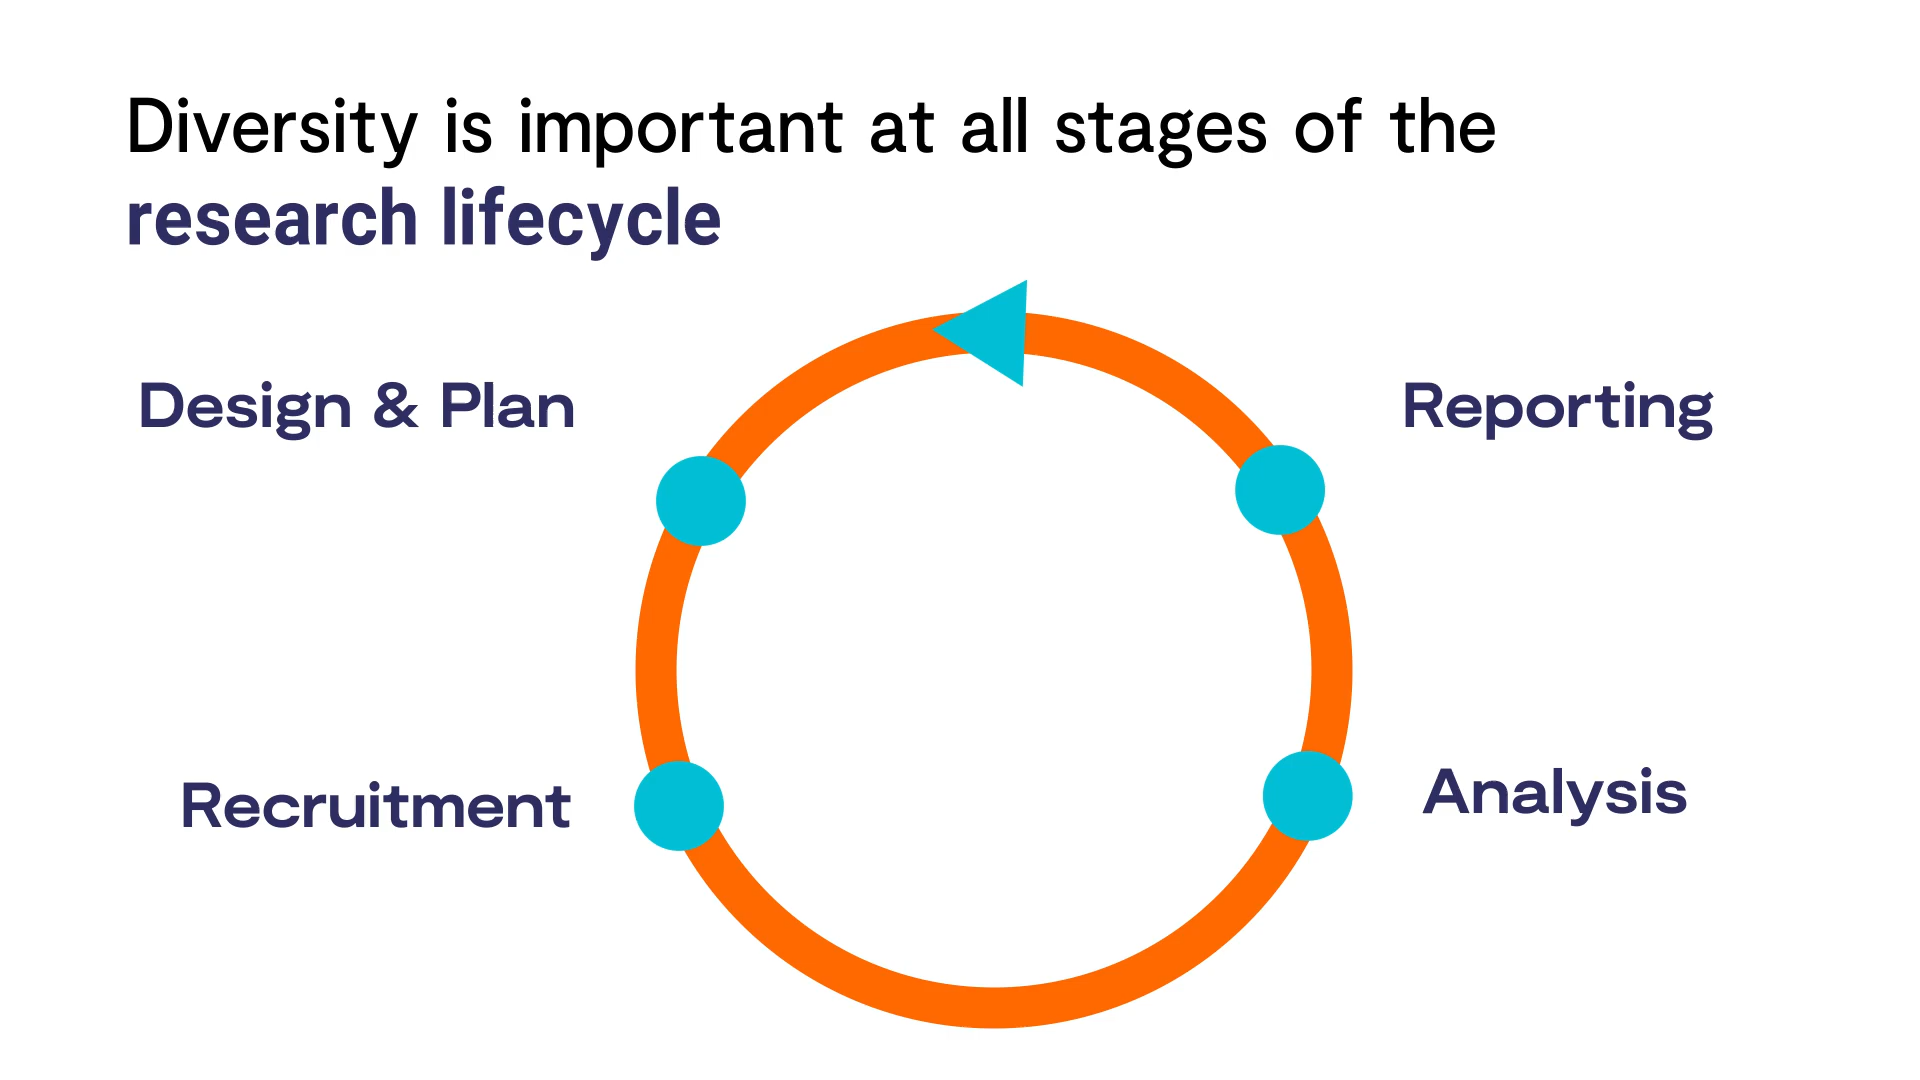 Diversity is important at all stages of the
research lifecycle
Design & Plan
Reporting
Recruitment
Analysis